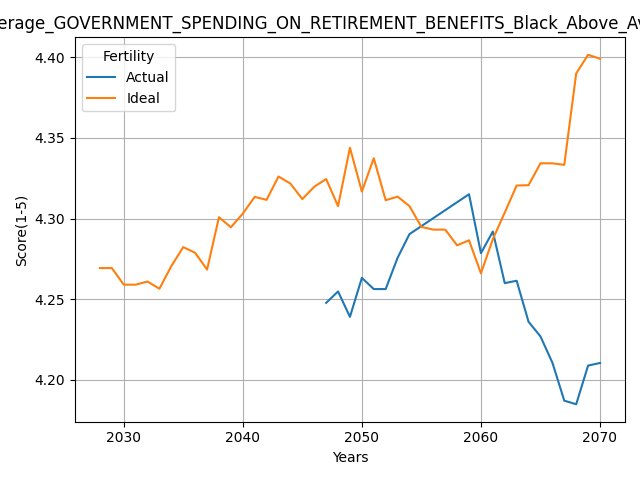 erage_GOVERNMENT_SPENDING_ON_RETIREMENT_BENEFITS_Black_Above_Av
Fertility
Actual
Ideal
4.40
4.35
4.30
4.25
4.20
Score(1-5)
2030 2040 2050 2060 2070
Years